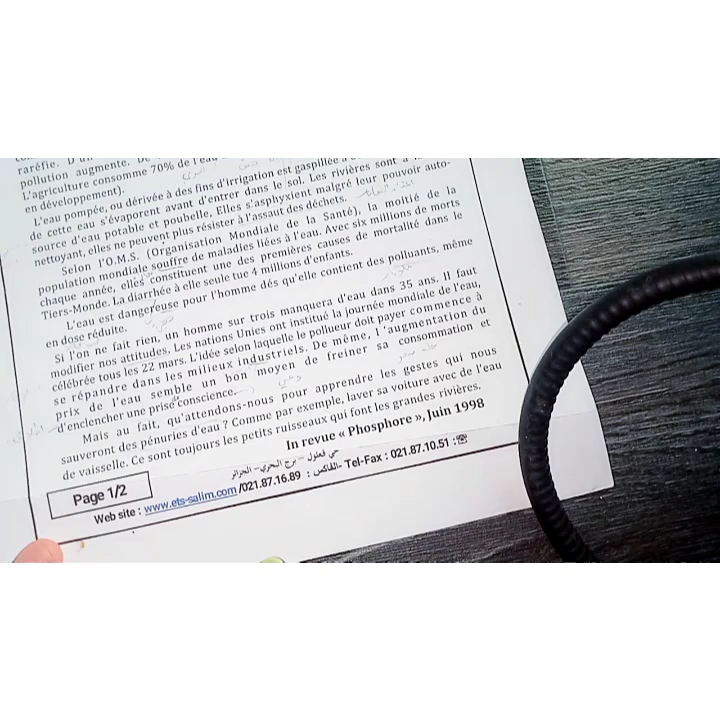 raréfie. D'un
pollution augmente. De
L'agriculture consomme 70% de l'eau
en développement).
L'eau pompée, ou dérivée à des fins d'irrigation est gaspillée
de cette eau s'évaporent avant d'entrer dans le sol. Les rivières sont
source d'eau potable et poubelle, Elles s'asphyxient malgré leur pouvoir auto-
nettoyant, elles ne peuvent plus résister à l'assaut des déchets.
Selon l'O.M.S. (Organisation Mondiale de la Santé), la moitié de la
population mondiale souffre de maladies liées à l'eau. Avec six millions de morts
chaque année, elles constituent une des premières causes de mortalité dans le
Tiers-Monde. La diarrhée à elle seule tue 4 millions d'enfants.
L'eau est dangereuse pour l'homme dés qu'elle contient des polluants, même
en dose réduite.
Si l'on ne fait rien, un homme sur trois manquera d'eau dans 35 ans. Il faut
modifier nos attitudes, Les nations Unies ont institué la journée mondiale de l'eau,
célébrée tous les 22 mars. L'idée selon laquelle le pollueur doit payer commence à
se répandre dans les milieux industriels. De même, l'augmentation du
prix de l'eau semble un bon moyen de freiner sa consommation et
d'enclencher une prise conscience.
Mais au fait, qu'attendons-nous pour apprendre les gestes qui nous
sauveront des pénuries d'eau ? Comme par exemple, laver sa voiture avec de l'eau
de vaisselle. Ce sont toujours les petits ruisseaux qui font les grandes rivières.
In revue « Phosphore », Juin 1998
حي قعلول – برج البحري – الجزائر
Page 1/2
Web site : www.ets-salim.com /021.87.16.89 : الفاكس- Tel-Fax : 021.87.10.51 :☎